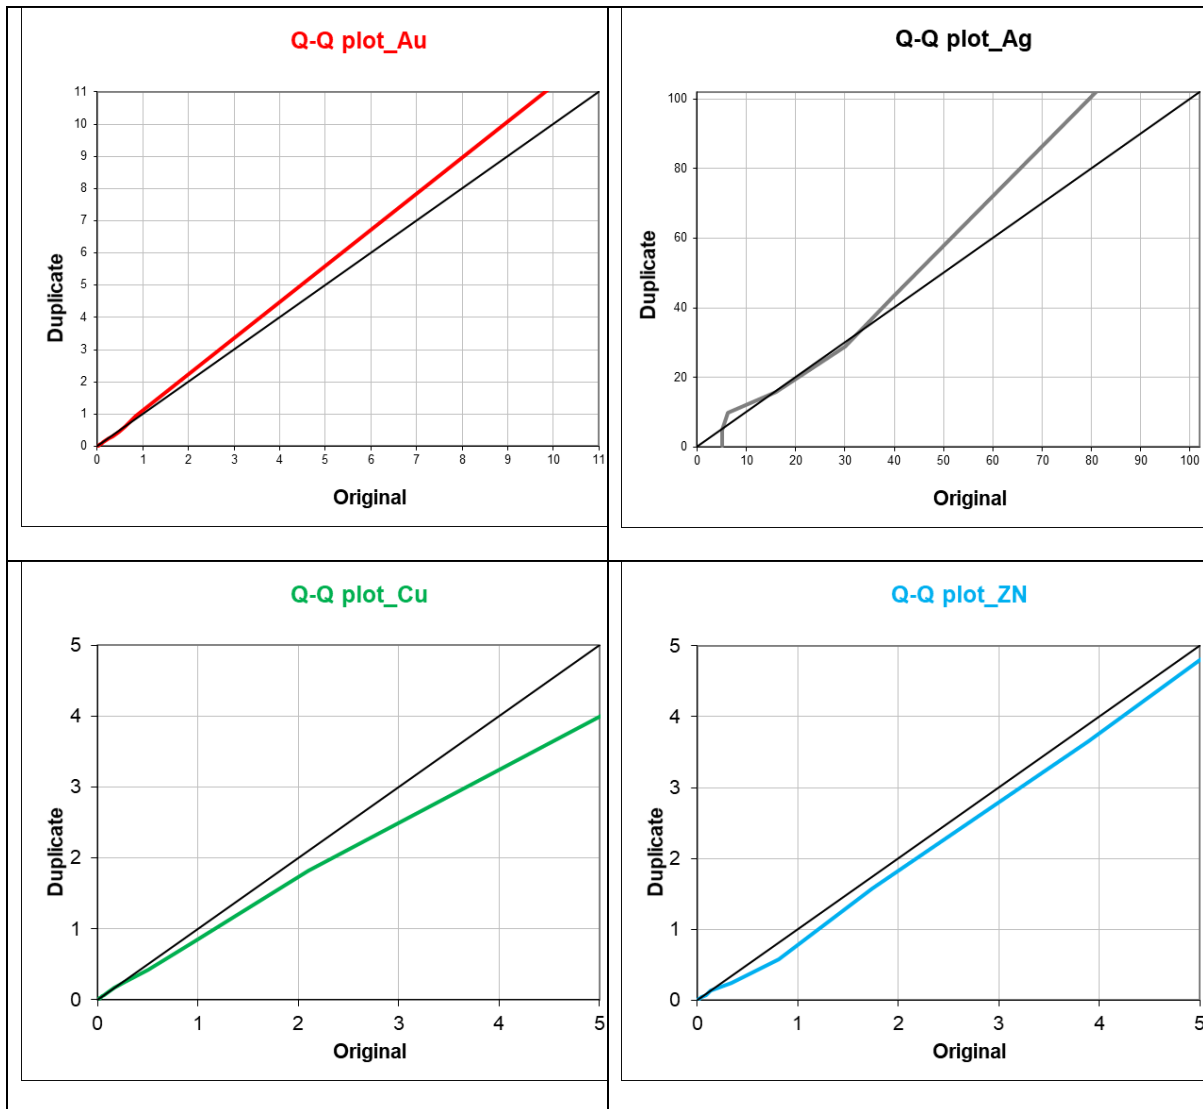 Q-Q plot_Au
11
10
9
8
7
6
5
4
3
2
1
0
Duplicate
0 1 2 3 4 5 6 7 8 9 10 11
Original
Q-Q plot_Ag
100
80
60
40
20
0
Duplicate
0 10 20 30 40 50 60 70 80 90 100
Original
Q-Q plot_Cu
5
4
3
2
1
0
Duplicate
0 1 2 3 4 5
Original
Q-Q plot_ZN
5
4
3
2
1
0
Duplicate
0 1 2 3 4 5
Original